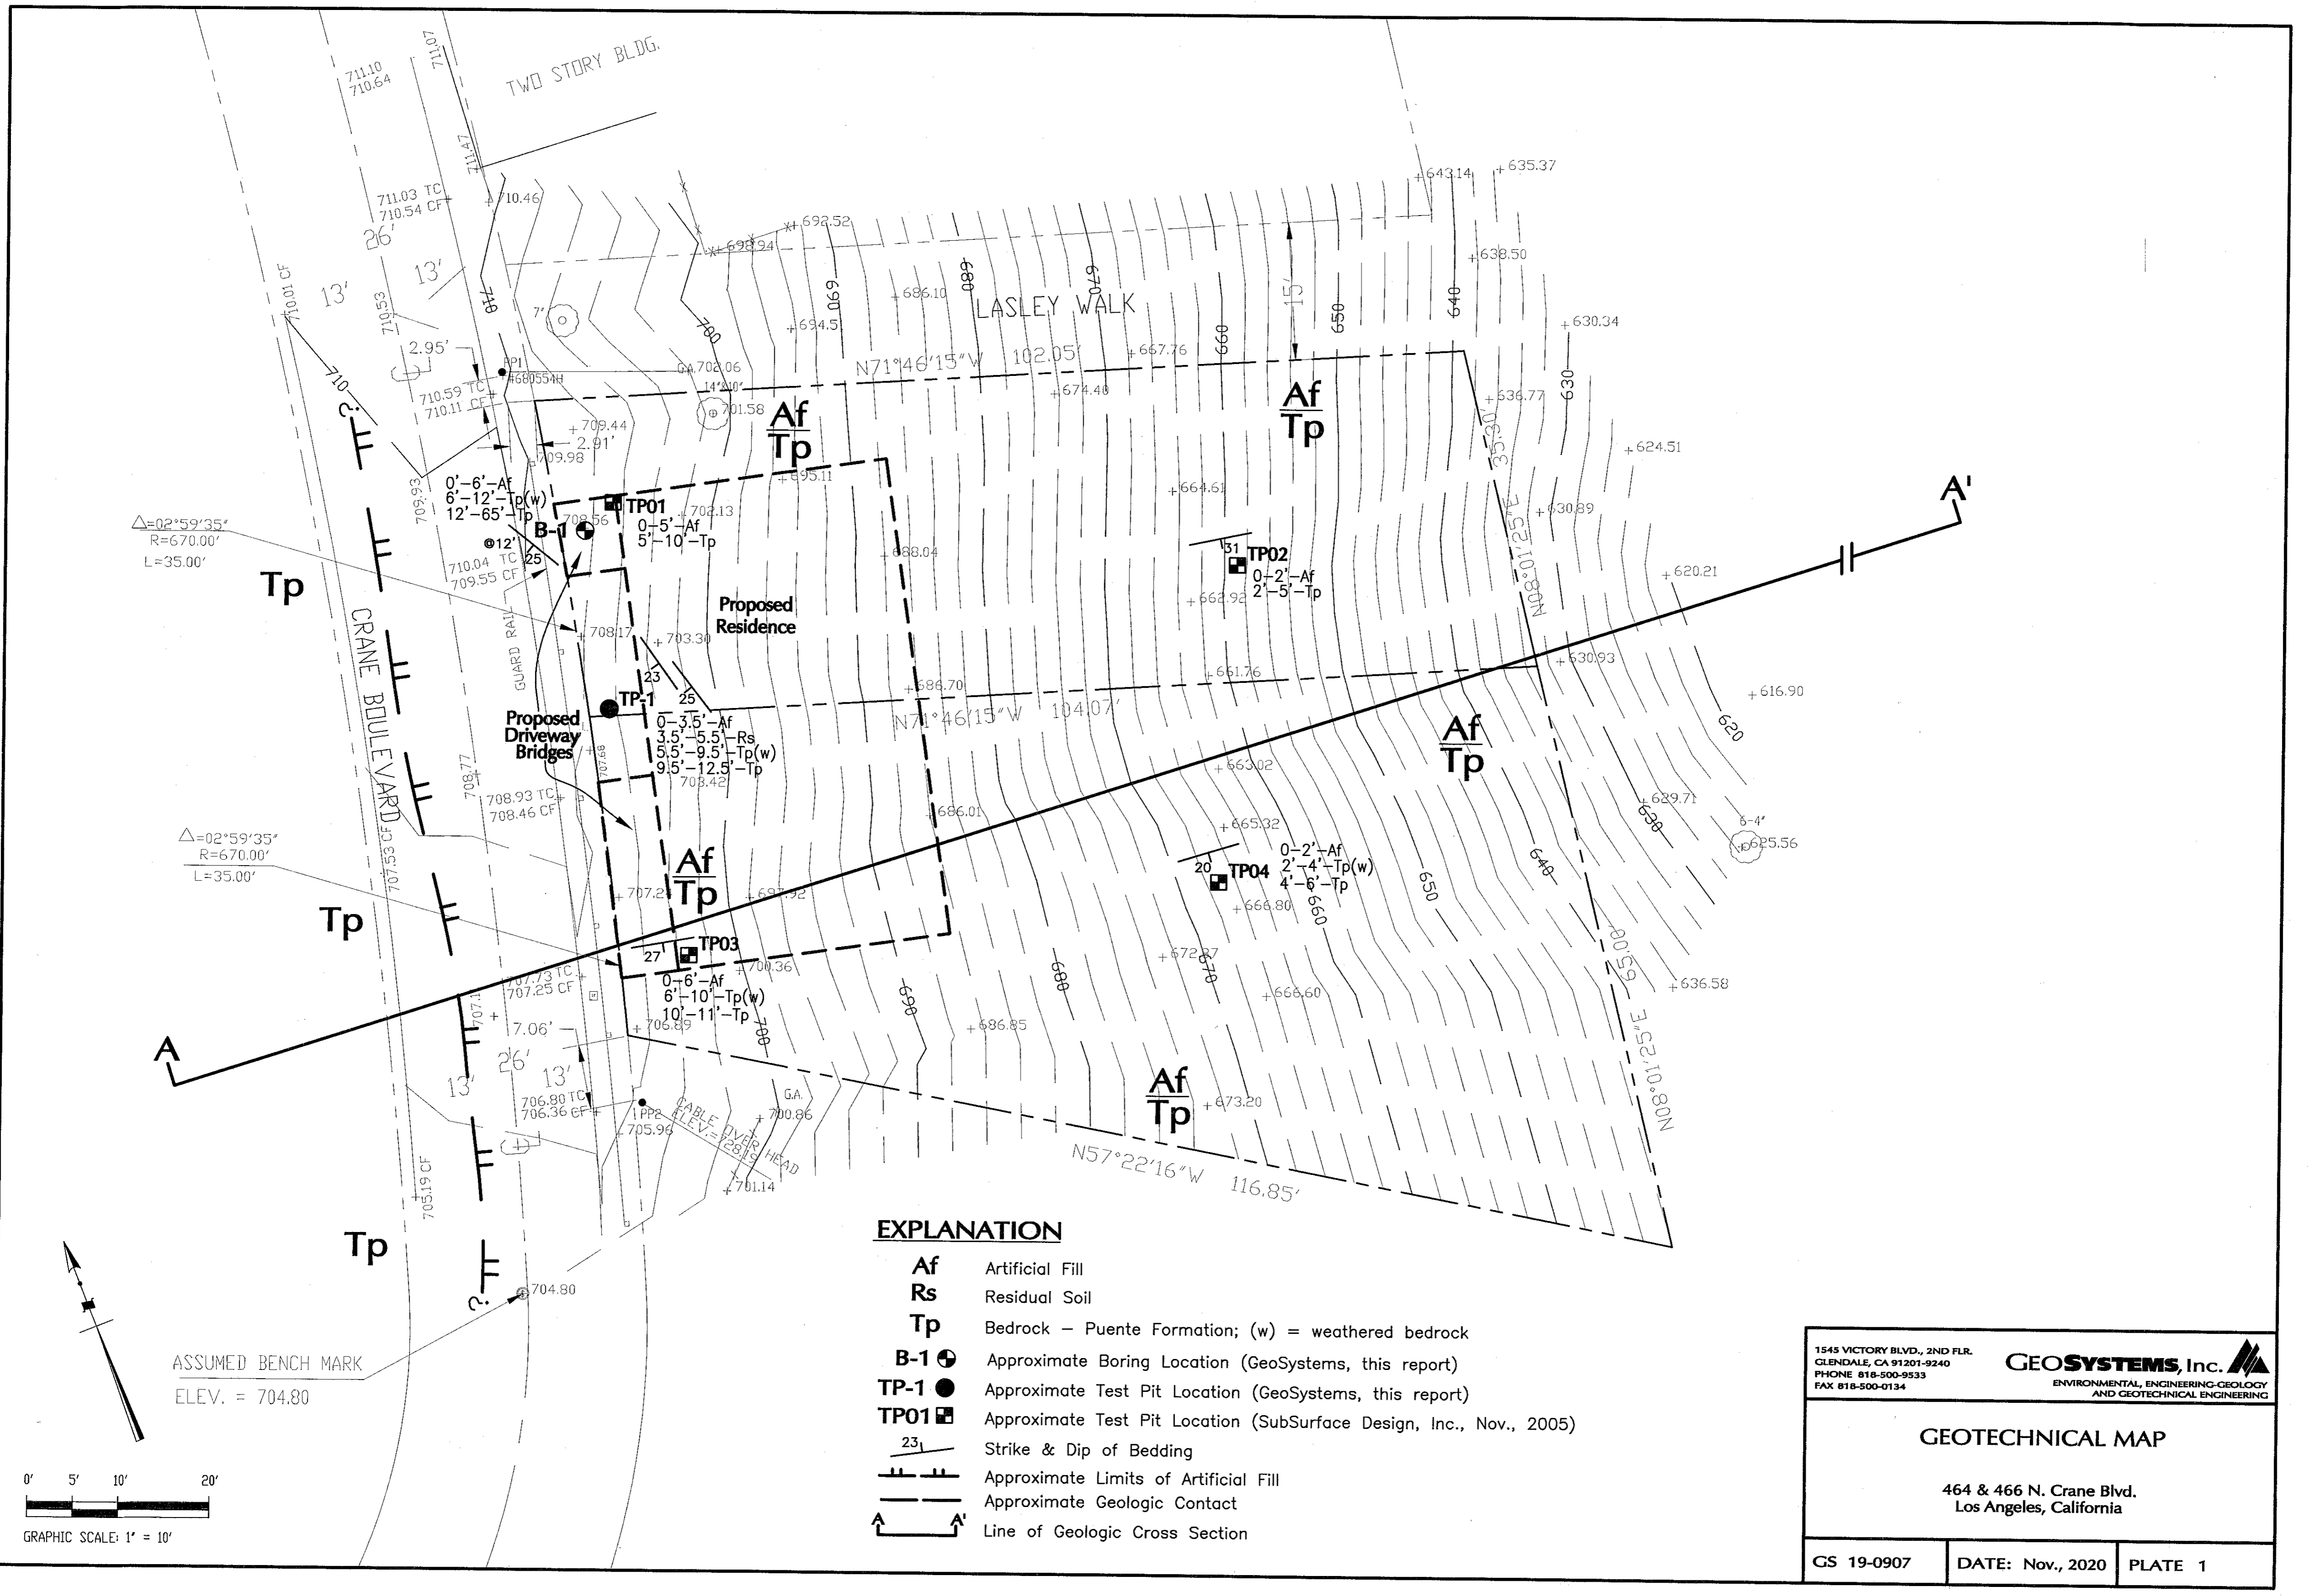 TWO STORY BLDG.
711.07
711.10
710.64
711.47
711.03 TC
710.54 CF
710.46
26'
13'
13'
710.01 CF
710.53
710
2.95'
PP1
4680554H
710.59 TC
710.11 CF
7"
698.94
692.52
694.5
686.10
690
680
670
660
650
640
630
643.14
635.37
638.50
630.34
LASLEY WALK
15'
700
G.A.
702.06
14"&10"
701.58
N71°46'15"W 102.05'
667.76
674.40
636.77
35.30'
624.51
709.44
2.91'
709.98
Af
Tp
Af
Tp
710
?
709.93
0'-6'-Af
6'-12'-Tp(w)
12'-65'-Tp
B-1
@12'
25
708.56
TP01
0-5'-Af
5'-10'-Tp
702.13
695.11
688.04
664.61
31
TP02
0-2'-Af
2'-5'-Tp
662.92
630.89
N08°01'25"E
620.21
A'
△=02°59'35"
R=670.00'
L=35.00'
Tp
710.04 TC
709.55 CF
GUARD RAIL
CRANE BOULEVARD
708.17
703.30
Proposed
Residence
23
25
TP-1
0-3.5'-Af
3.5'-5.5'-Rs
5.5'-9.5'-Tp(w)
9.5'-12.5'-Tp
703.42
Proposed
Driveway
Bridges
707.68
686.70
N71°46'15"W 104.07'
661.76
630.93
616.90
620
Af
Tp
663.02
708.77
708.93 TC
708.46 CF
686.01
665.32
629.71
630
6-4"
625.56
△=02°59'35"
R=670.00'
L=35.00'
707.53 CF
Af
Tp
697.92
20
TP04
0-2'-Af
2'-4'-Tp(w)
4'-6'-Tp
666.80
660
650
640
Tp
27
TP03
0-6'-Af
6'-10'-Tp(w)
10'-11'-Tp
700.36
690
680
670
672.87
666.60
636.58
65.00'
N08°01'25"E
707.73 TC
707.25 CF
7.06'
706.89
700
686.85
A
26'
13'
13'
706.80 TC
706.36 CF
PP2
705.96
CABLE OVER HEAD
ELEV.=728.19
G.A.
700.86
701.14
Af
Tp
673.20
N57°22'16"W 116.85'
705.19 CF
Tp
?
704.80
ASSUMED BENCH MARK
ELEV. = 704.80
N
0' 5' 10' 20'
GRAPHIC SCALE: 1" = 10'
EXPLANATION
Af Artificial Fill
Rs Residual Soil
Tp Bedrock – Puente Formation; (w) = weathered bedrock
B-1 Approximate Boring Location (GeoSystems, this report)
TP-1 Approximate Test Pit Location (GeoSystems, this report)
TP01 Approximate Test Pit Location (SubSurface Design, Inc., Nov., 2005)
23 Strike & Dip of Bedding
Approximate Limits of Artificial Fill
Approximate Geologic Contact
A A' Line of Geologic Cross Section
1545 VICTORY BLVD., 2ND FLR.
GLENDALE, CA 91201-9240
PHONE 818-500-9533
FAX 818-500-0134
GEOSYSTEMS, Inc.
ENVIRONMENTAL, ENGINEERING-GEOLOGY
AND GEOTECHNICAL ENGINEERING
GEOTECHNICAL MAP
464 & 466 N. Crane Blvd.
Los Angeles, California
GS 19-0907
DATE: Nov., 2020
PLATE 1